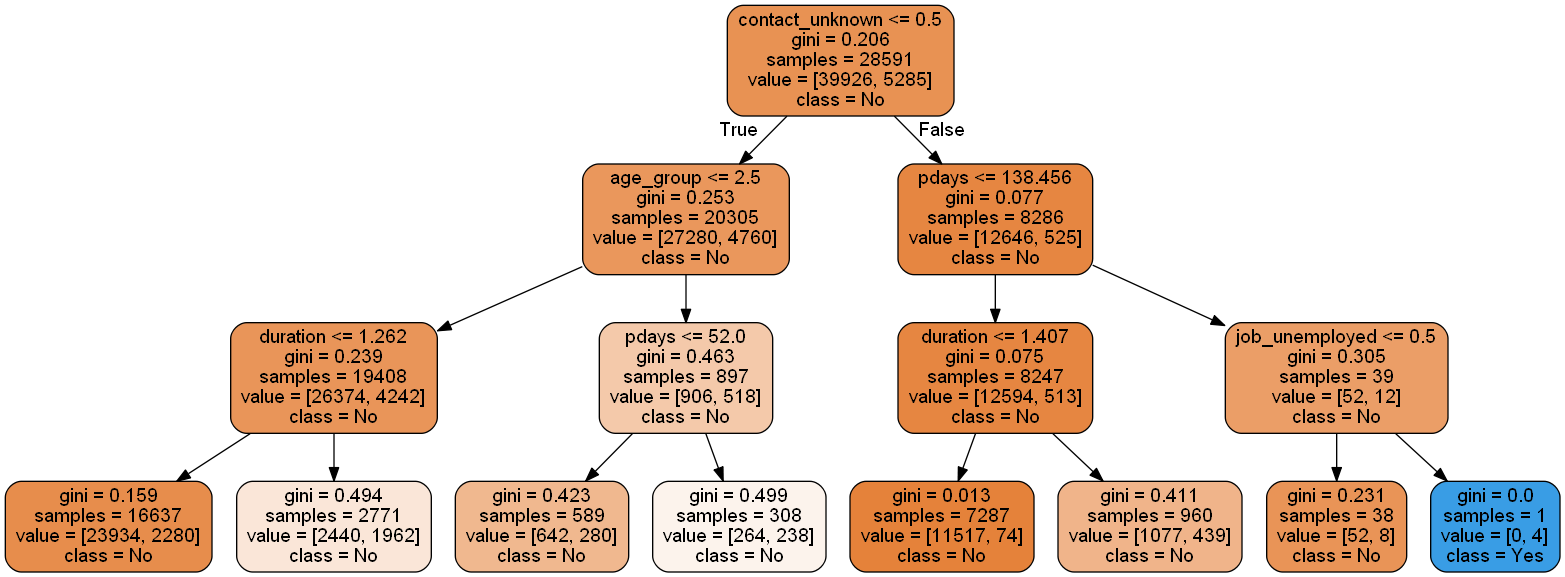 contact_unknown <= 0.5
gini = 0.206
samples = 28591
value = [39926, 5285]
class = No
True
False
age_group <= 2.5
gini = 0.253
samples = 20305
value = [27280, 4760]
class = No
pdays <= 138.456
gini = 0.077
samples = 8286
value = [12646, 525]
class = No
duration <= 1.262
gini = 0.239
samples = 19408
value = [26374, 4242]
class = No
pdays <= 52.0
gini = 0.463
samples = 897
value = [906, 518]
class = No
duration <= 1.407
gini = 0.075
samples = 8247
value = [12594, 513]
class = No
job_unemployed <= 0.5
gini = 0.305
samples = 39
value = [52, 12]
class = No
gini = 0.159
samples = 16637
value = [23934, 2280]
class = No
gini = 0.494
samples = 2771
value = [2440, 1962]
class = No
gini = 0.423
samples = 589
value = [642, 280]
class = No
gini = 0.499
samples = 308
value = [264, 238]
class = No
gini = 0.013
samples = 7287
value = [11517, 74]
class = No
gini = 0.411
samples = 960
value = [1077, 439]
class = No
gini = 0.231
samples = 38
value = [52, 8]
class = No
gini = 0.0
samples = 1
value = [0, 4]
class = Yes